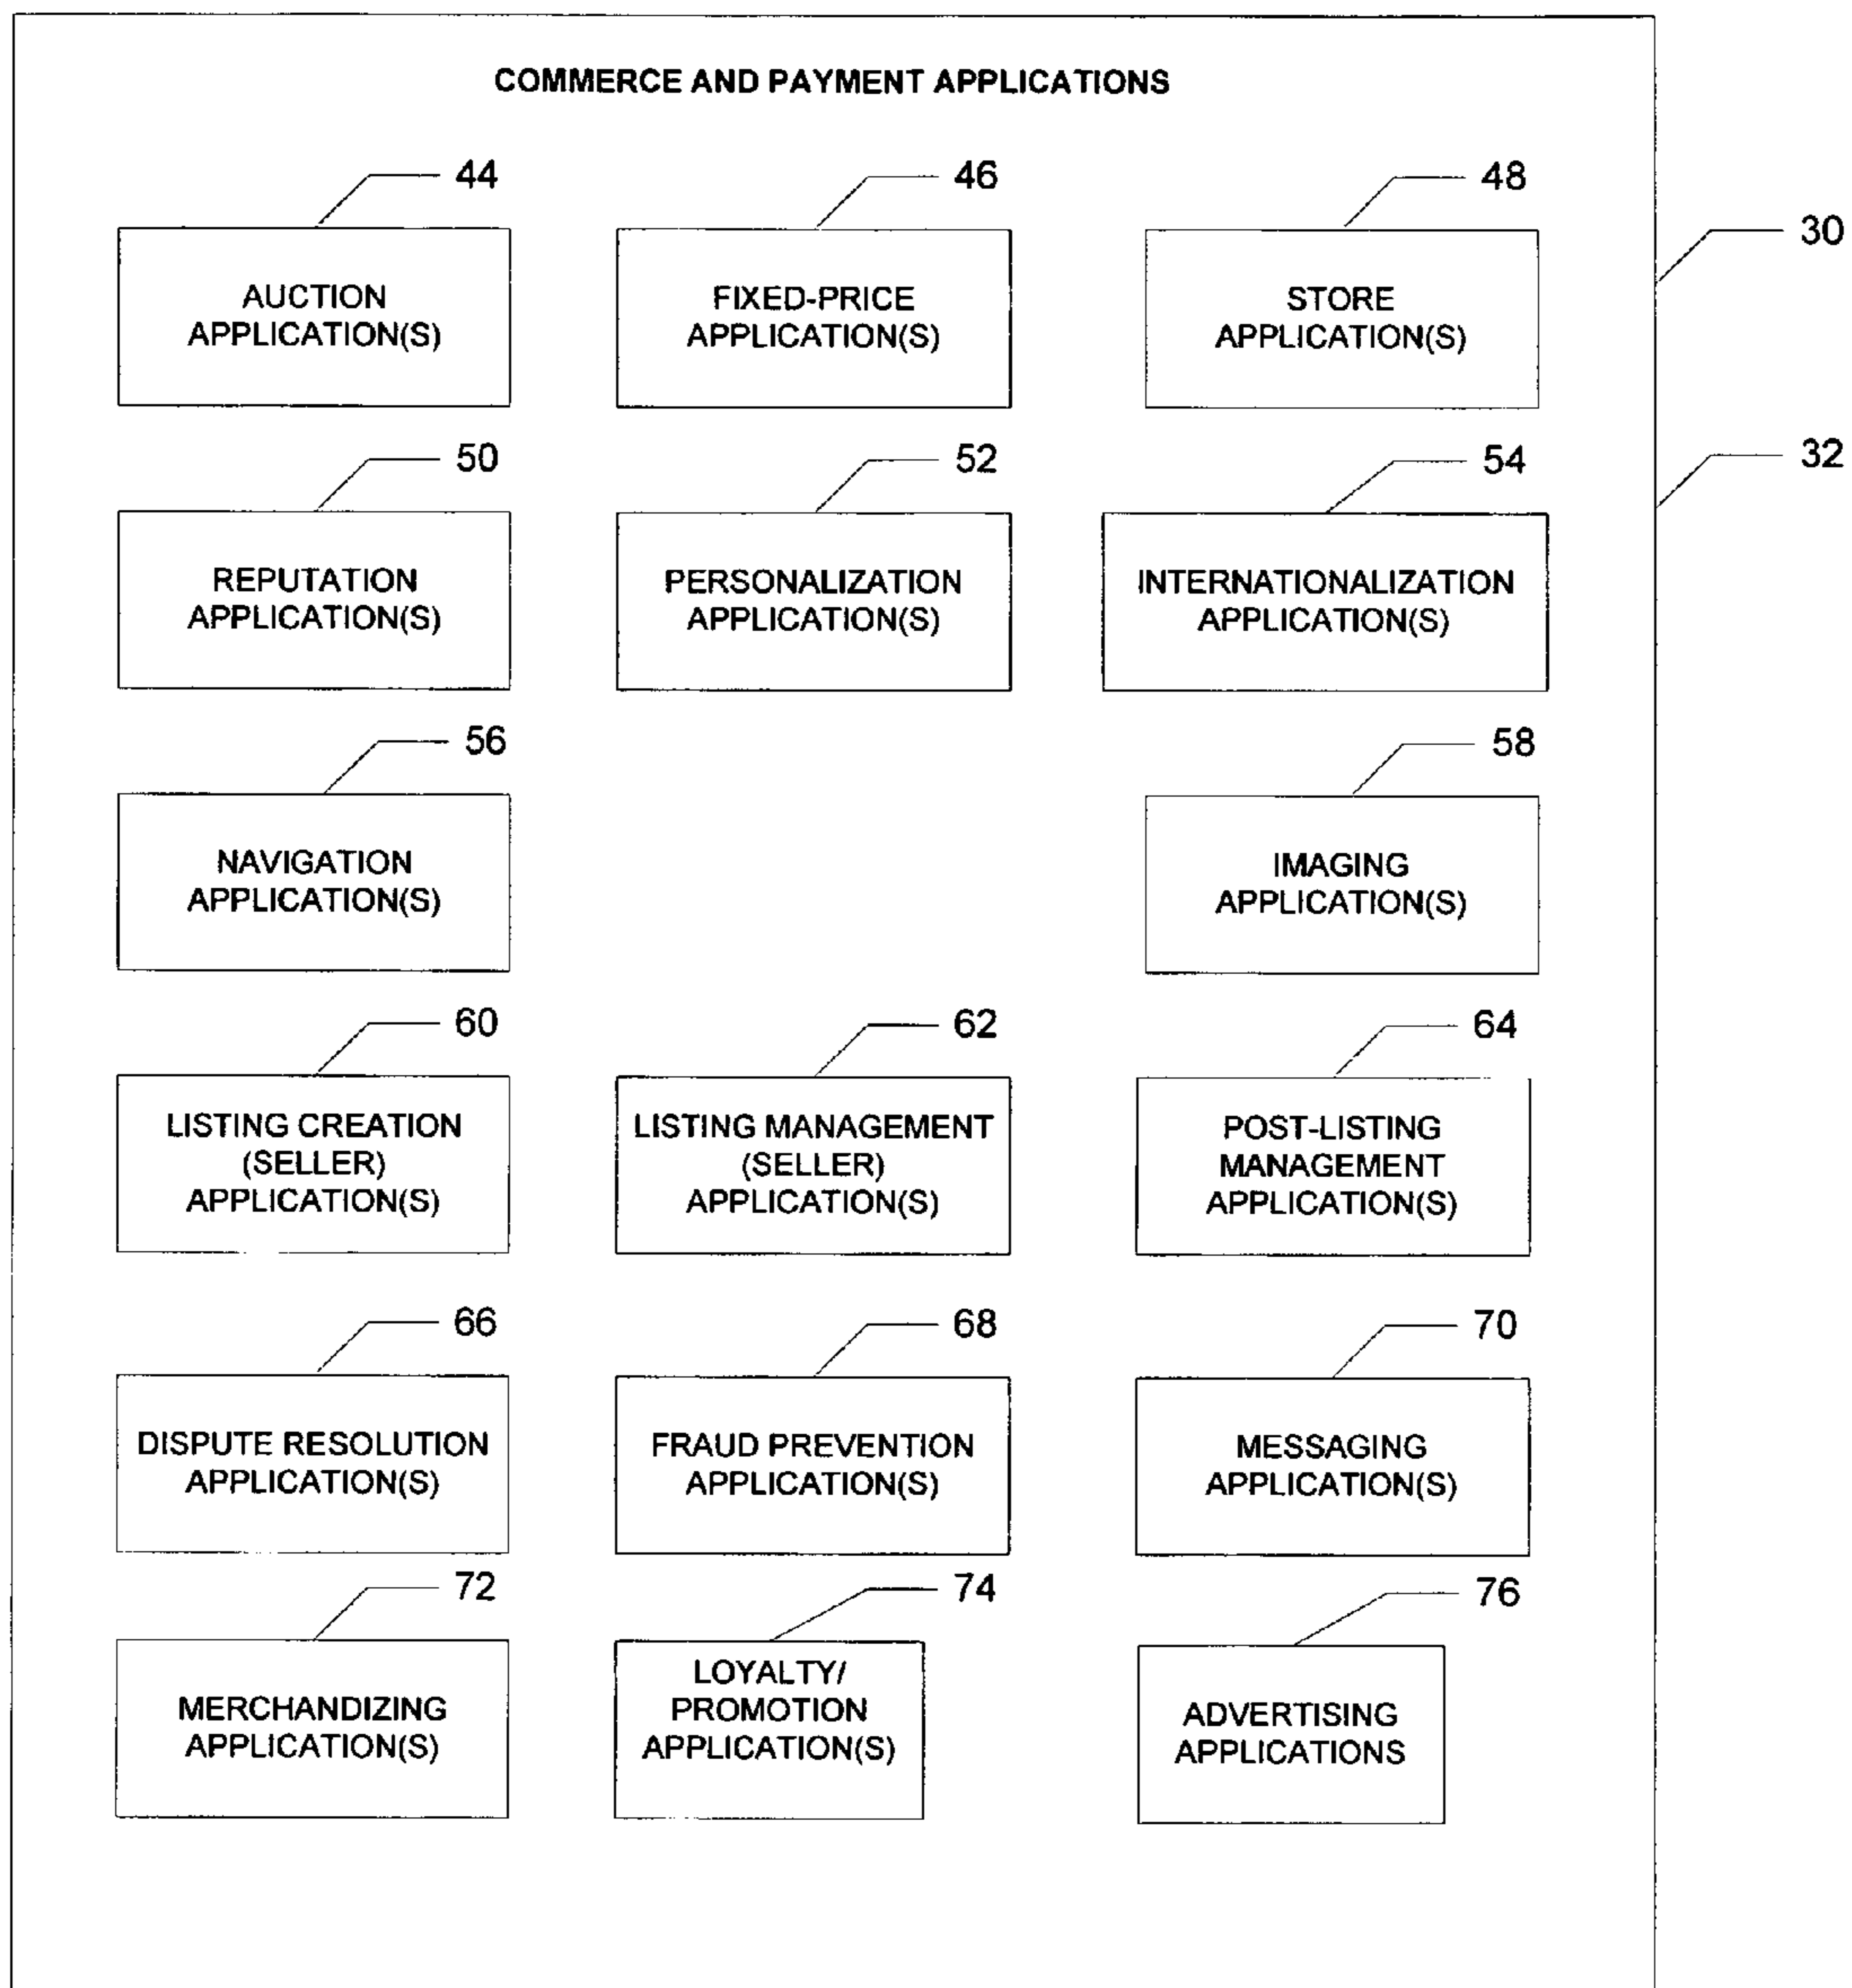 COMMERCE AND PAYMENT APPLICATIONS
44
46
48
30
AUCTION
APPLICATION(S)
FIXED-PRICE
APPLICATION(S)
STORE
APPLICATION(S)
50
52
54
32
REPUTATION
APPLICATION(S)
PERSONALIZATION
APPLICATION(S)
INTERNATIONALIZATION
APPLICATION(S)
56
58
NAVIGATION
APPLICATION(S)
IMAGING
APPLICATION(S)
60
62
64
LISTING CREATION
(SELLER)
APPLICATION(S)
LISTING MANAGEMENT
(SELLER)
APPLICATION(S)
POST-LISTING
MANAGEMENT
APPLICATION(S)
66
68
70
DISPUTE RESOLUTION
APPLICATION(S)
FRAUD PREVENTION
APPLICATION(S)
MESSAGING
APPLICATION(S)
72
74
76
MERCHANDIZING
APPLICATION(S)
LOYALTY/
PROMOTION
APPLICATION(S)
ADVERTISING
APPLICATIONS